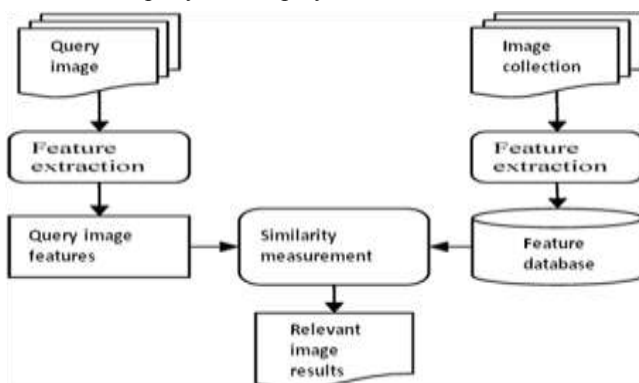 Query
image
Image
collection
Feature
extraction
Feature
extraction
Query image
features
Similarity
measurement
Feature
database
Relevant
image
results